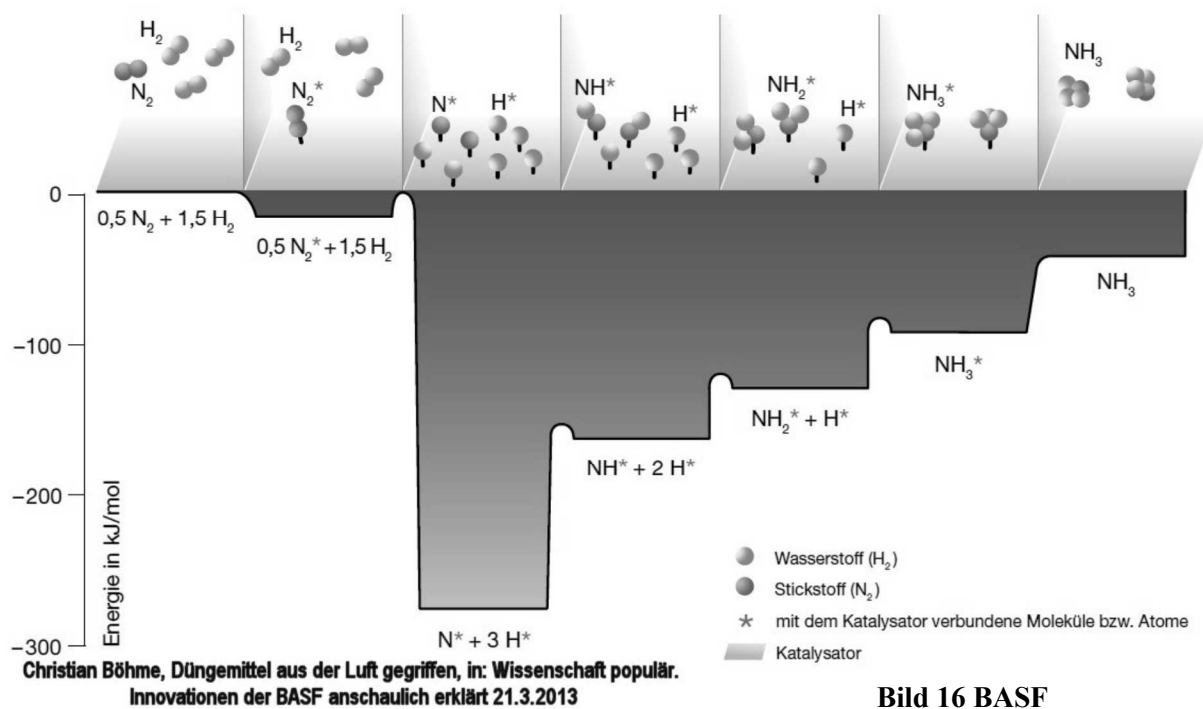 H₂
N₂
H₂
N₂*
N*
H*
NH*
H*
NH₂*
H*
NH₃*
NH₃
0
0,5 N₂ + 1,5 H₂
0,5 N₂* + 1,5 H₂
NH₃
−100
NH₃*
NH₂* + H*
NH* + 2 H*
−200
Energie in kJ/mol
N* + 3 H*
−300
Wasserstoff (H₂)
Stickstoff (N₂)
* mit dem Katalysator verbundene Moleküle bzw. Atome
Katalysator
Christian Böhme, Düngemittel aus der Luft gegriffen, in: Wissenschaft populär.
Innovationen der BASF anschaulich erklärt 21.3.2013
Bild 16 BASF